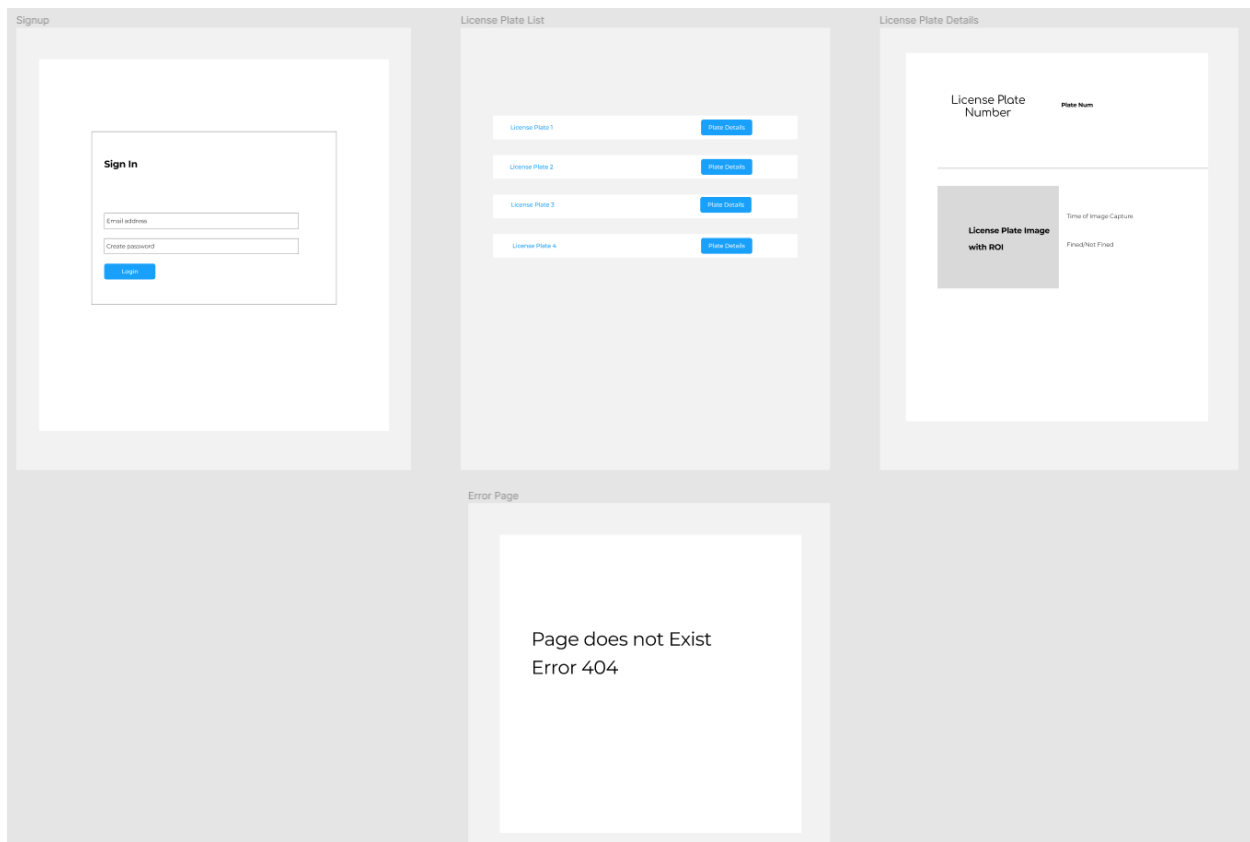 Signup
License Plate List
License Plate Details
Sign In
Email address
Create password
Login
License Plate 1
Plate Details
License Plate 2
Plate Details
License Plate 3
Plate Details
License Plate 4
Plate Details
License Plate
Number
Plate Num
License Plate Image
with ROI
Time of Image Capture
Fined/Not Fined
Error Page
Page does not Exist
Error 404